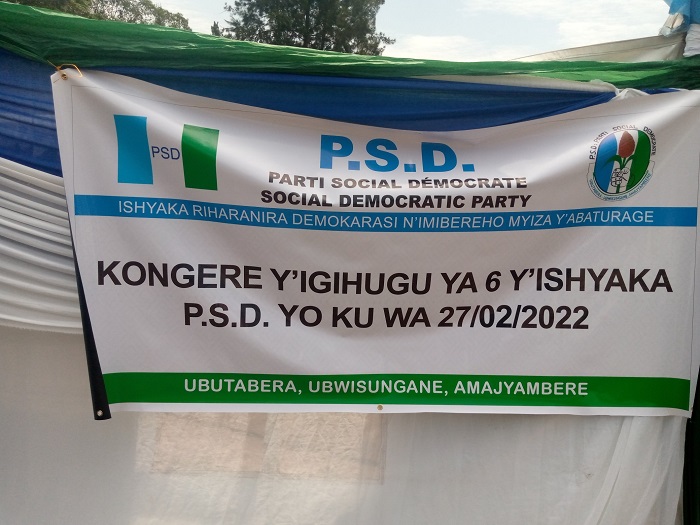 PSD
P.S.D.
PARTI SOCIAL DÉMOCRATE
SOCIAL DEMOCRATIC PARTY
ISHYAKA RIHARANIRA DEMOKARASI N'IMIBEREHO MYIZA Y'ABATURAGE
KONGERE Y'IGIHUGU YA 6 Y'ISHYAKA
P.S.D. YO KU WA 27/02/2022
UBUTABERA, UBWISUNGANE, AMAJYAMBERE